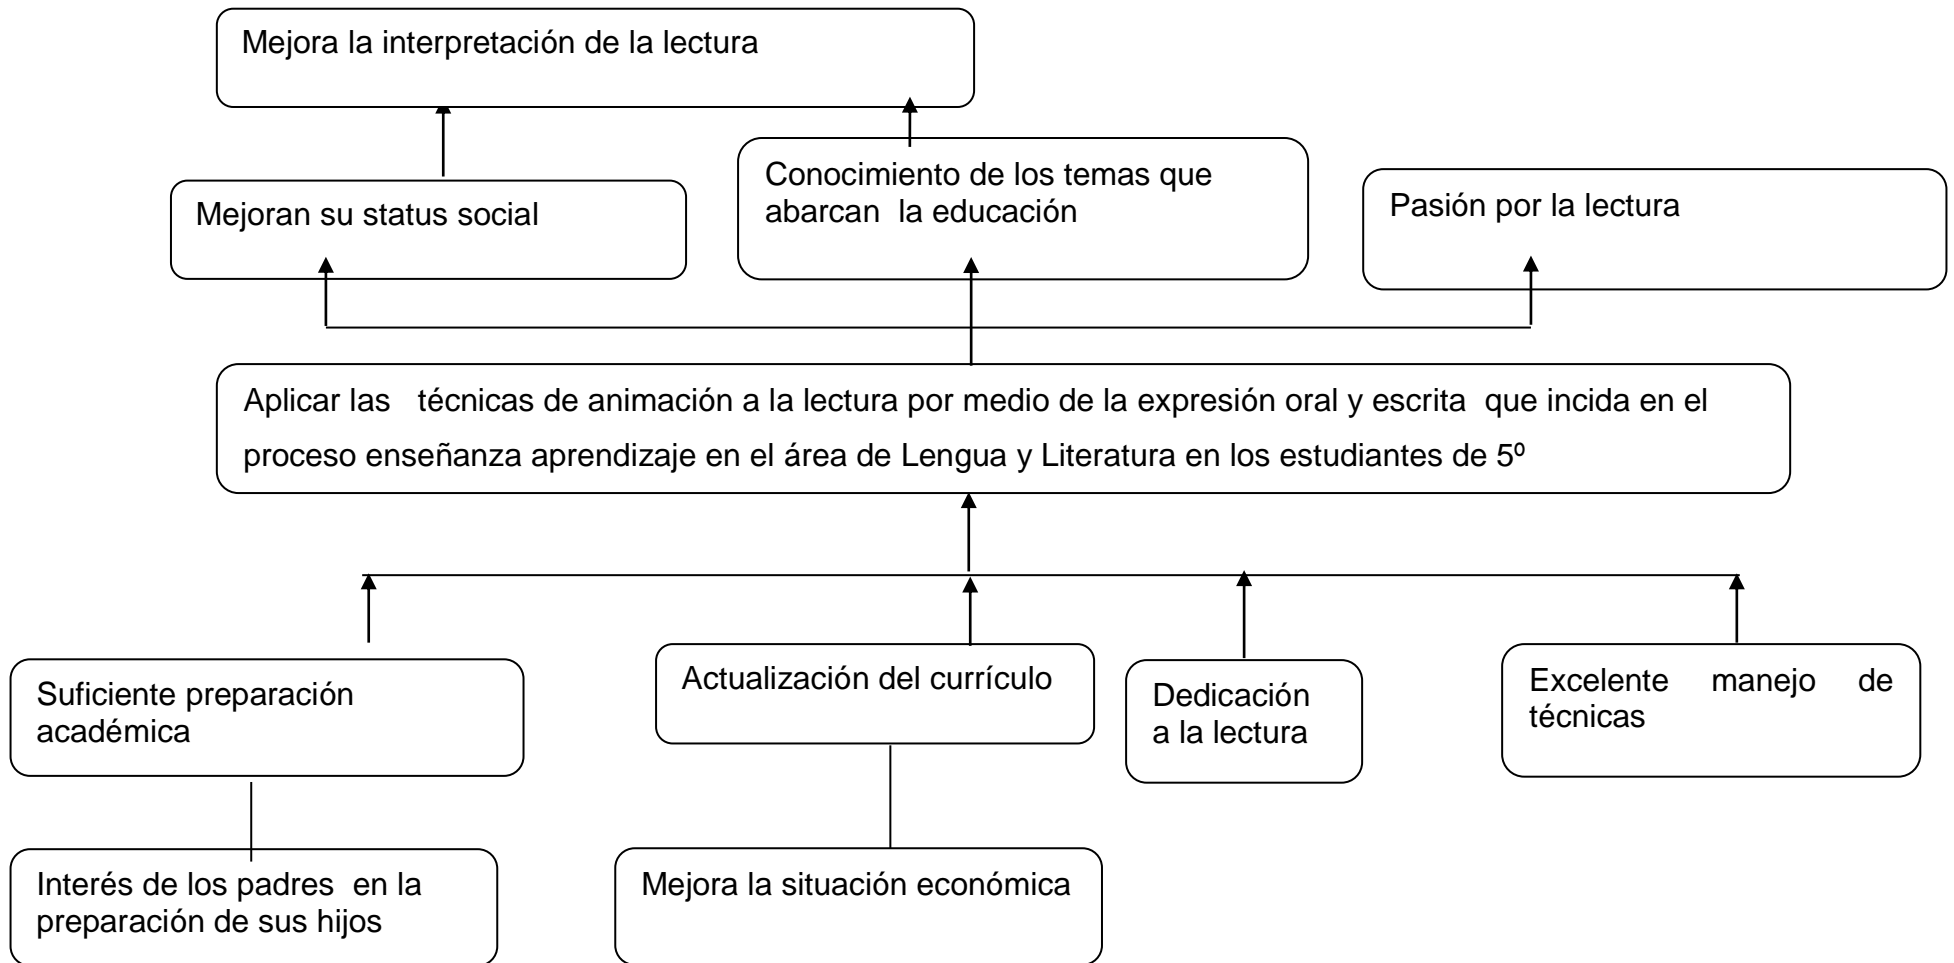 Mejora la interpretación de la lectura
Mejoran su status social
Conocimiento de los temas que
abarcan la educación
Pasión por la lectura
Aplicar las técnicas de animación a la lectura por medio de la expresión oral y escrita que incida en el
proceso enseñanza aprendizaje en el área de Lengua y Literatura en los estudiantes de 5º
Suficiente preparación
académica
Actualización del currículo
Dedicación
a la lectura
Excelente manejo de
técnicas
Interés de los padres en la
preparación de sus hijos
Mejora la situación económica